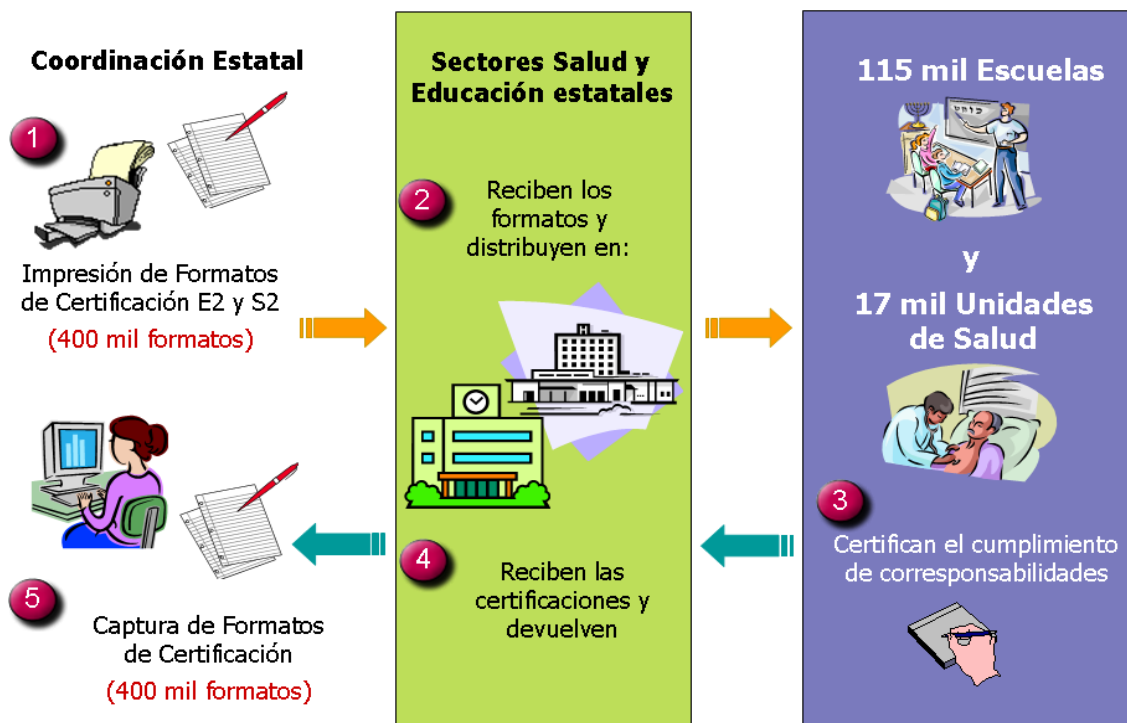 Coordinación Estatal
1
Impresión de Formatos
de Certificación E2 y S2
(400 mil formatos)
5
Captura de Formatos
de Certificación
(400 mil formatos)
Sectores Salud y
Educación estatales
2
Reciben los
formatos y
distribuyen en:
H
4
Reciben las
certificaciones y
devuelven
115 mil Escuelas
y
17 mil Unidades
de Salud
3
Certifican el cumplimiento
de corresponsabilidades